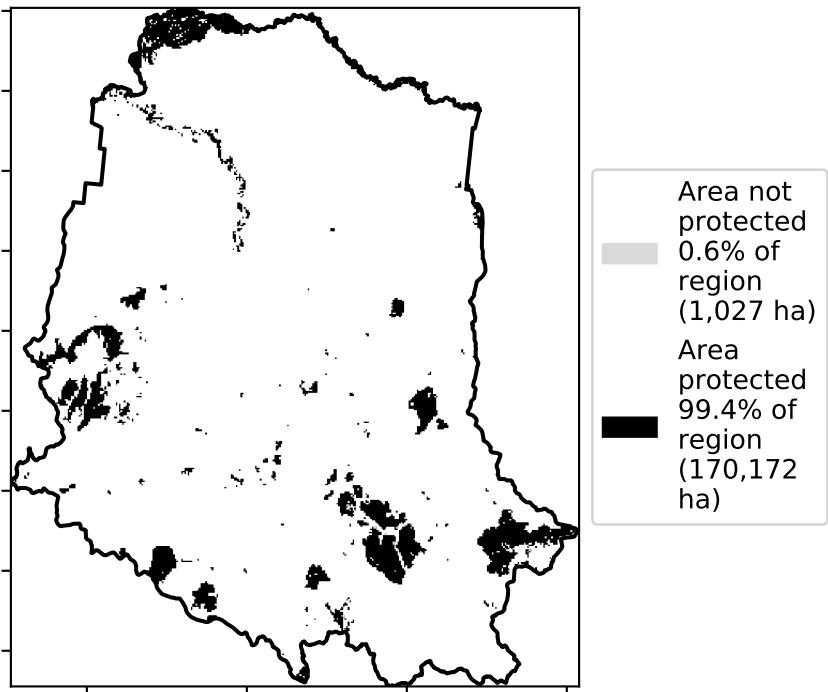 Area not
protected
0.6% of
region
(1,027 ha)
Area
protected
99.4% of
region
(170,172
ha)